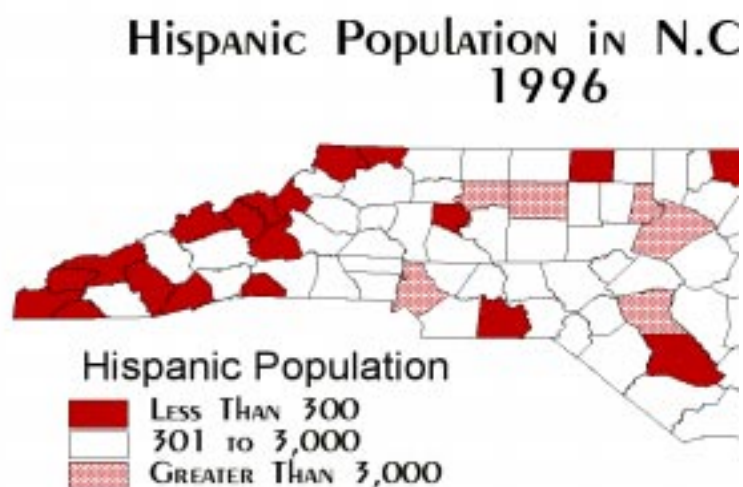 Hispanic Population in N.C
1996
Hispanic Population
Less Than 300
301 to 3,000
Greater Than 3,000